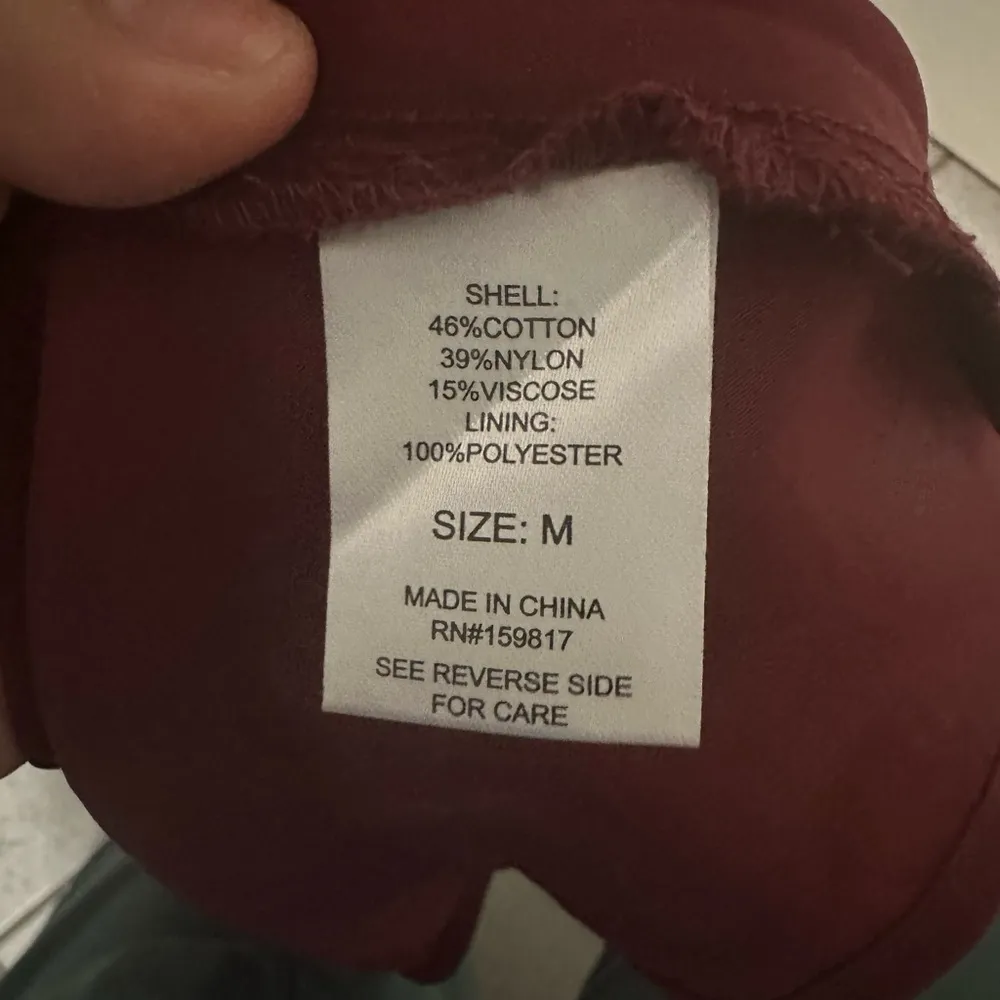 SHELL:
46%COTTON
39%NYLON
15%VISCOSE
LINING:
100%POLYESTER
SIZE: M
MADE IN CHINA
RN#159817
SEE REVERSE SIDE
FOR CARE